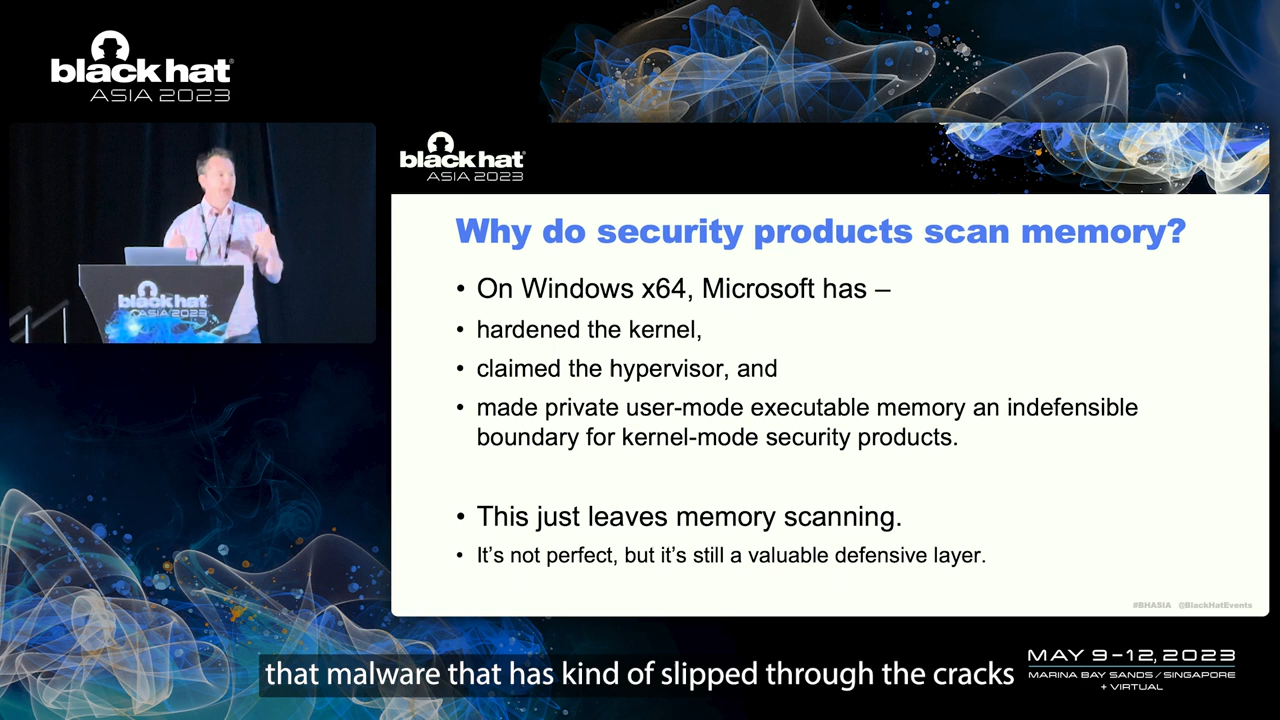 black hat
ASIA 2023
black hat
ASIA 2023
black hat
ASIA 2023
Why do security products scan memory?
• On Windows x64, Microsoft has –
• hardened the kernel,
• claimed the hypervisor, and
• made private user-mode executable memory an indefensible
boundary for kernel-mode security products.
• This just leaves memory scanning.
• It's not perfect, but it's still a valuable defensive layer.
#BHASIA @BlackHatEvents
that malware that has kind of slipped through the cracks
MAY 9-12, 2023
MARINA BAY SANDS / SINGAPORE
+ VIRTUAL